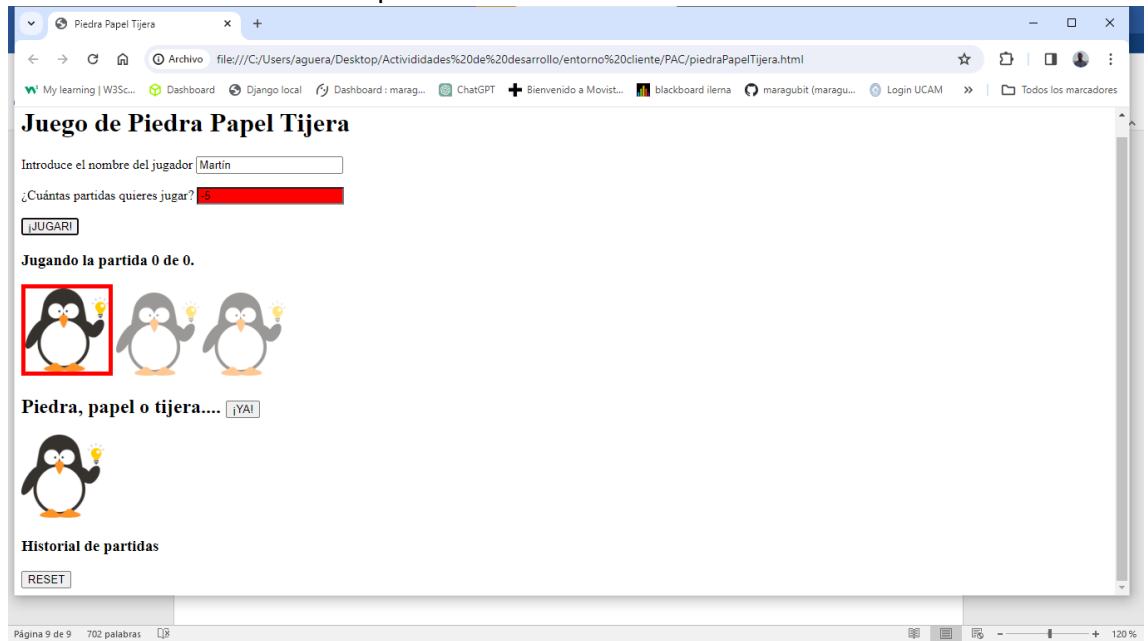 Piedra Papel Tijera
Archivo file:///C:/Users/aguera/Desktop/Activididades%20de%20desarrollo/entorno%20cliente/PAC/piedraPapelTijera.html
My learning | W3Sc... Dashboard Django local Dashboard : marag... ChatGPT Bienvenido a Movist... blackboard ilerna maragubit (maragu... Login UCAM » Todos los marcadores
Juego de Piedra Papel Tijera
Introduce el nombre del jugador Martín
¿Cuántas partidas quieres jugar? -5
¡JUGAR!
Jugando la partida 0 de 0.
Piedra, papel o tijera.... ¡YA!
Historial de partidas
RESET
Página 9 de 9 702 palabras 120 %